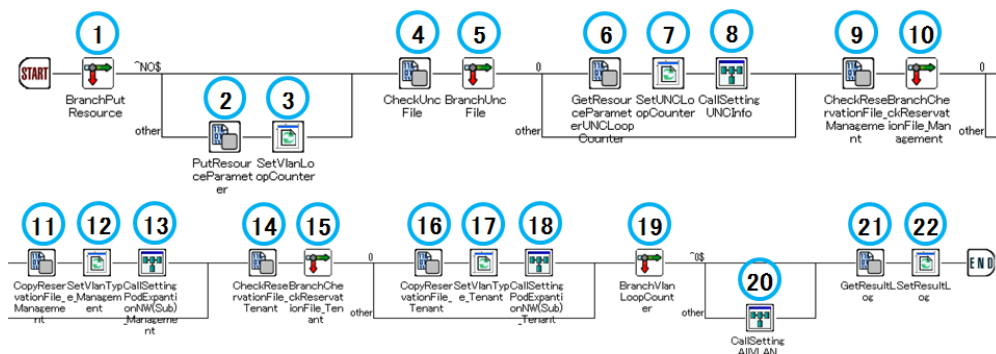 1
4
5
6
7
8
9
10
START
^NO$
0
0
BranchPut
Resource
2
3
CheckUnc
File
BranchUnc
File
GetResour
ceParamet
erUNCLoop
Counter
SetUNCLo
opCounter
CallSetting
UNCInfo
CheckRese
rvationFile_
Manageme
nt
BranchChe
ckReservat
ionFile_Man
agement
other
other
other
PutResour
ceParamet
er
SetVlanLo
opCounter
11
12
13
14
15
16
17
18
19
21
22
0
^0$
END
CopyReser
vationFile_
Manageme
nt
SetVlanTyp
e_Managem
ent
CallSetting
PodExpanti
onNW(Sub)
_Manageme
nt
CheckRese
rvationFile_
Tenant
BranchChe
ckReservat
ionFile_Ten
ant
other
CopyReser
vationFile_
Tenant
SetVlanTyp
e_Tenant
CallSetting
PodExpanti
onNW(Sub)
_Tenant
BranchVlan
LoopCount
er
20
other
GetResultL
og
SetResultL
og
CallSetting
AllVLAN